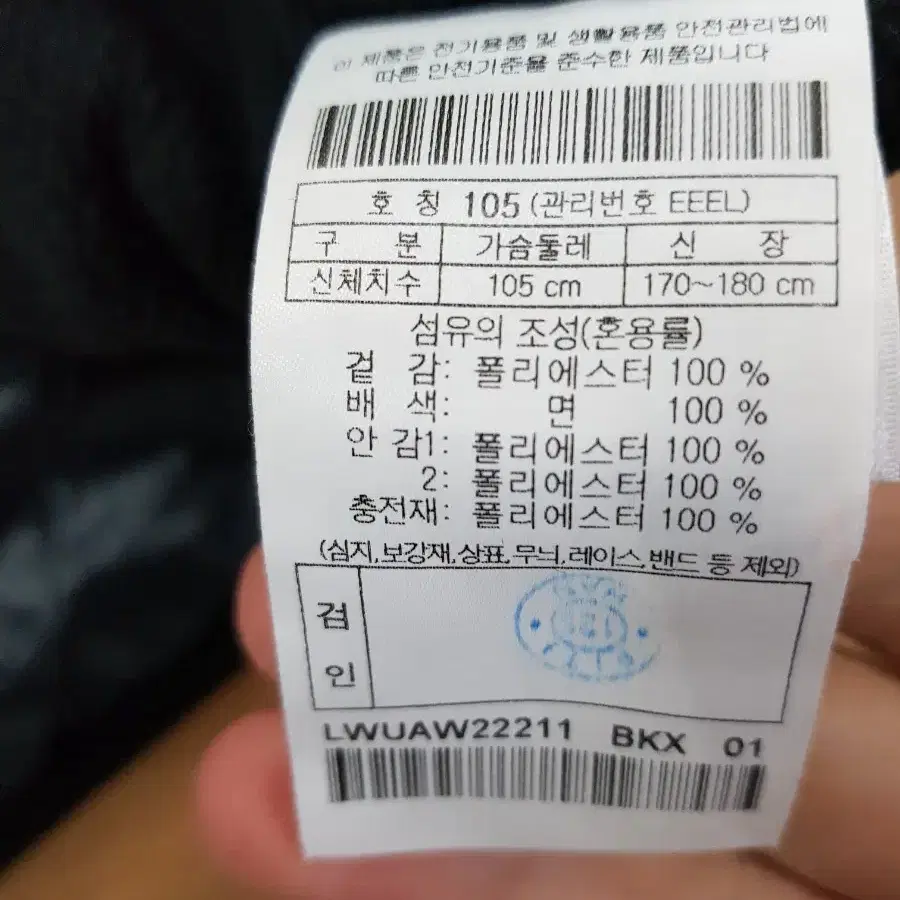 이 제품은 전기용품 및 생활용품 안전관리법에
따른 안전기준을 준수한 제품입니다
호 칭 105 (관리번호 EEEL)
구 분 가슴둘레 신 장
신체치수 105 cm 170~180 cm
섬유의 조성(혼용률)
겉 감: 폴리에스터 100 %
배 색: 면 100 %
안 감1: 폴리에스터 100 %
2: 폴리에스터 100 %
충전재: 폴리에스터 100 %
(심지,보강재,상표,무늬,레이스,밴드 등 제외)
검
인
LWUAW22211 BKX 01